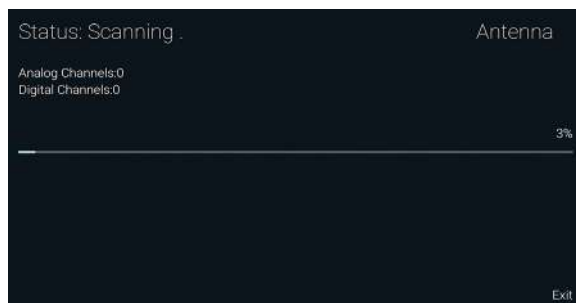 Status: Scanning .
Antenna
Analog Channels:0
Digital Channels:0
3%
Exit